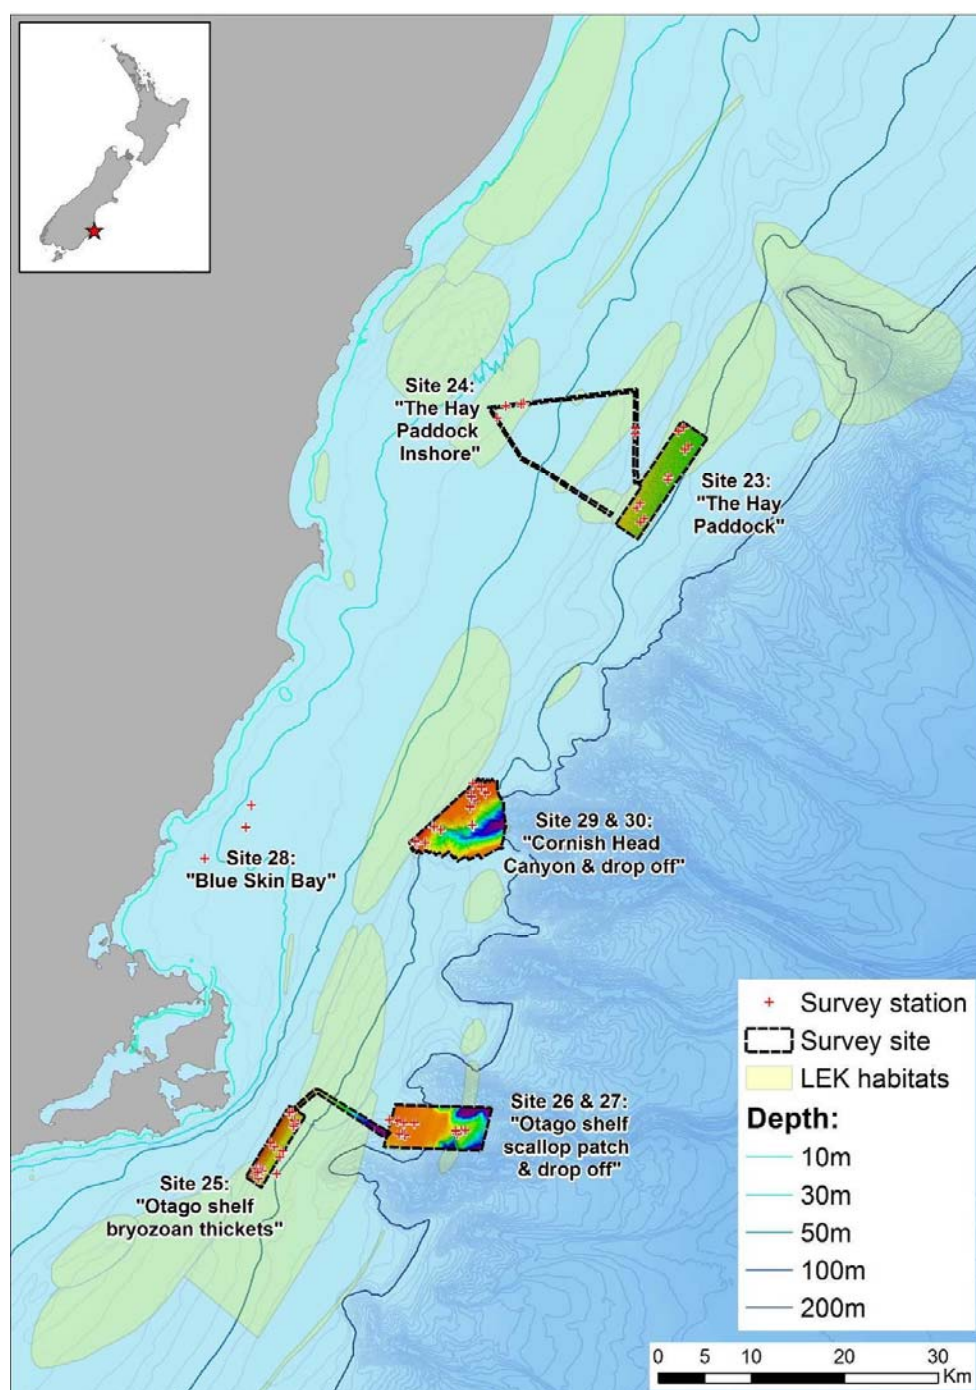 Site 24:
"The Hay
Paddock
Inshore"
Site 23:
"The Hay
Paddock"
Site 29 & 30:
"Cornish Head
Canyon & drop off"
Site 28:
"Blue Skin Bay"
Site 26 & 27:
"Otago shelf
scallop patch
& drop off"
Site 25:
"Otago shelf
bryozoan thickets"
Survey station
Survey site
LEK habitats
Depth:
10m
30m
50m
100m
200m
0 5 10 20 30
Km